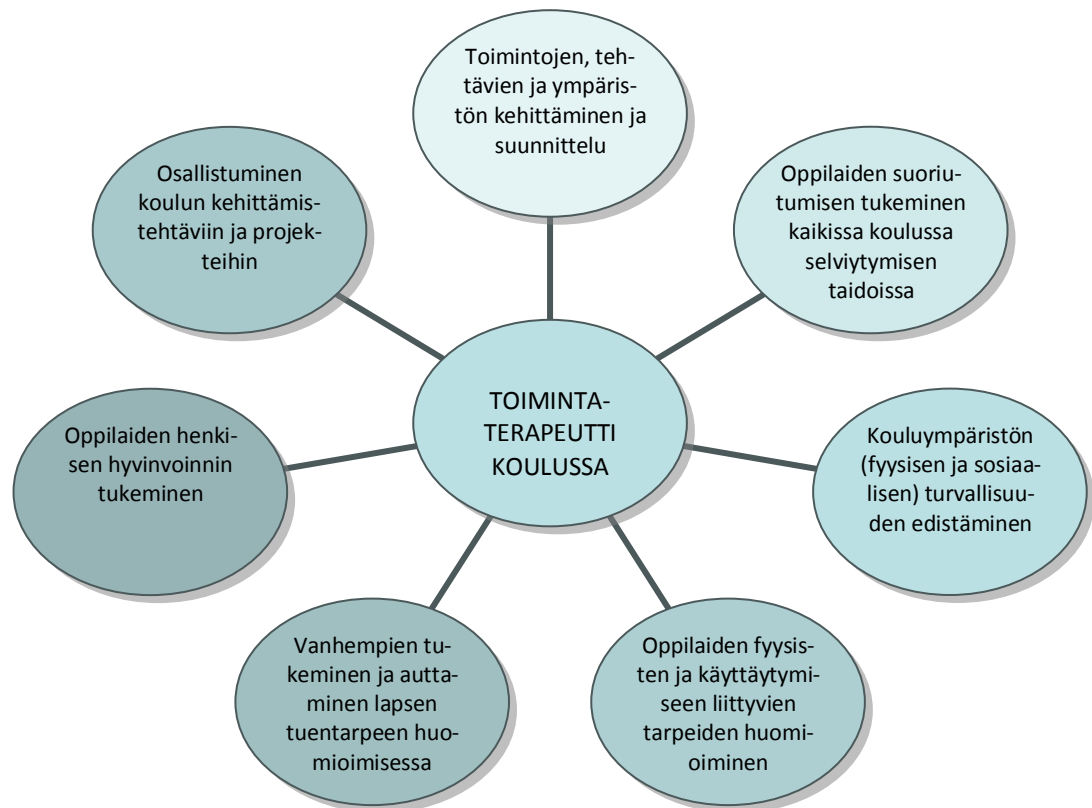 Toimintojen, teh-
tävien ja ympäris-
tön kehittäminen ja
suunnittelu
Oppilaiden suoriu-
tumisen tukeminen
kaikissa koulussa
selviytymisen
taidoissa
Kouluympäristön
(fyysisen ja sosiaa-
lisen) turvallisuu-
den edistäminen
Oppilaiden fyysis-
ten ja käyttäytymi-
seen liittyvien
tarpeiden huomi-
oiminen
Vanhempien tu-
keminen ja autta-
minen lapsen
tuentarpeen huo-
mioimisessa
Oppilaiden henki-
sen hyvinvoinnin
tukeminen
Osallistuminen
koulun kehittämis-
tehtäviin ja projek-
teihin
TOIMINTA-
TERAPEUTTI
KOULUSSA